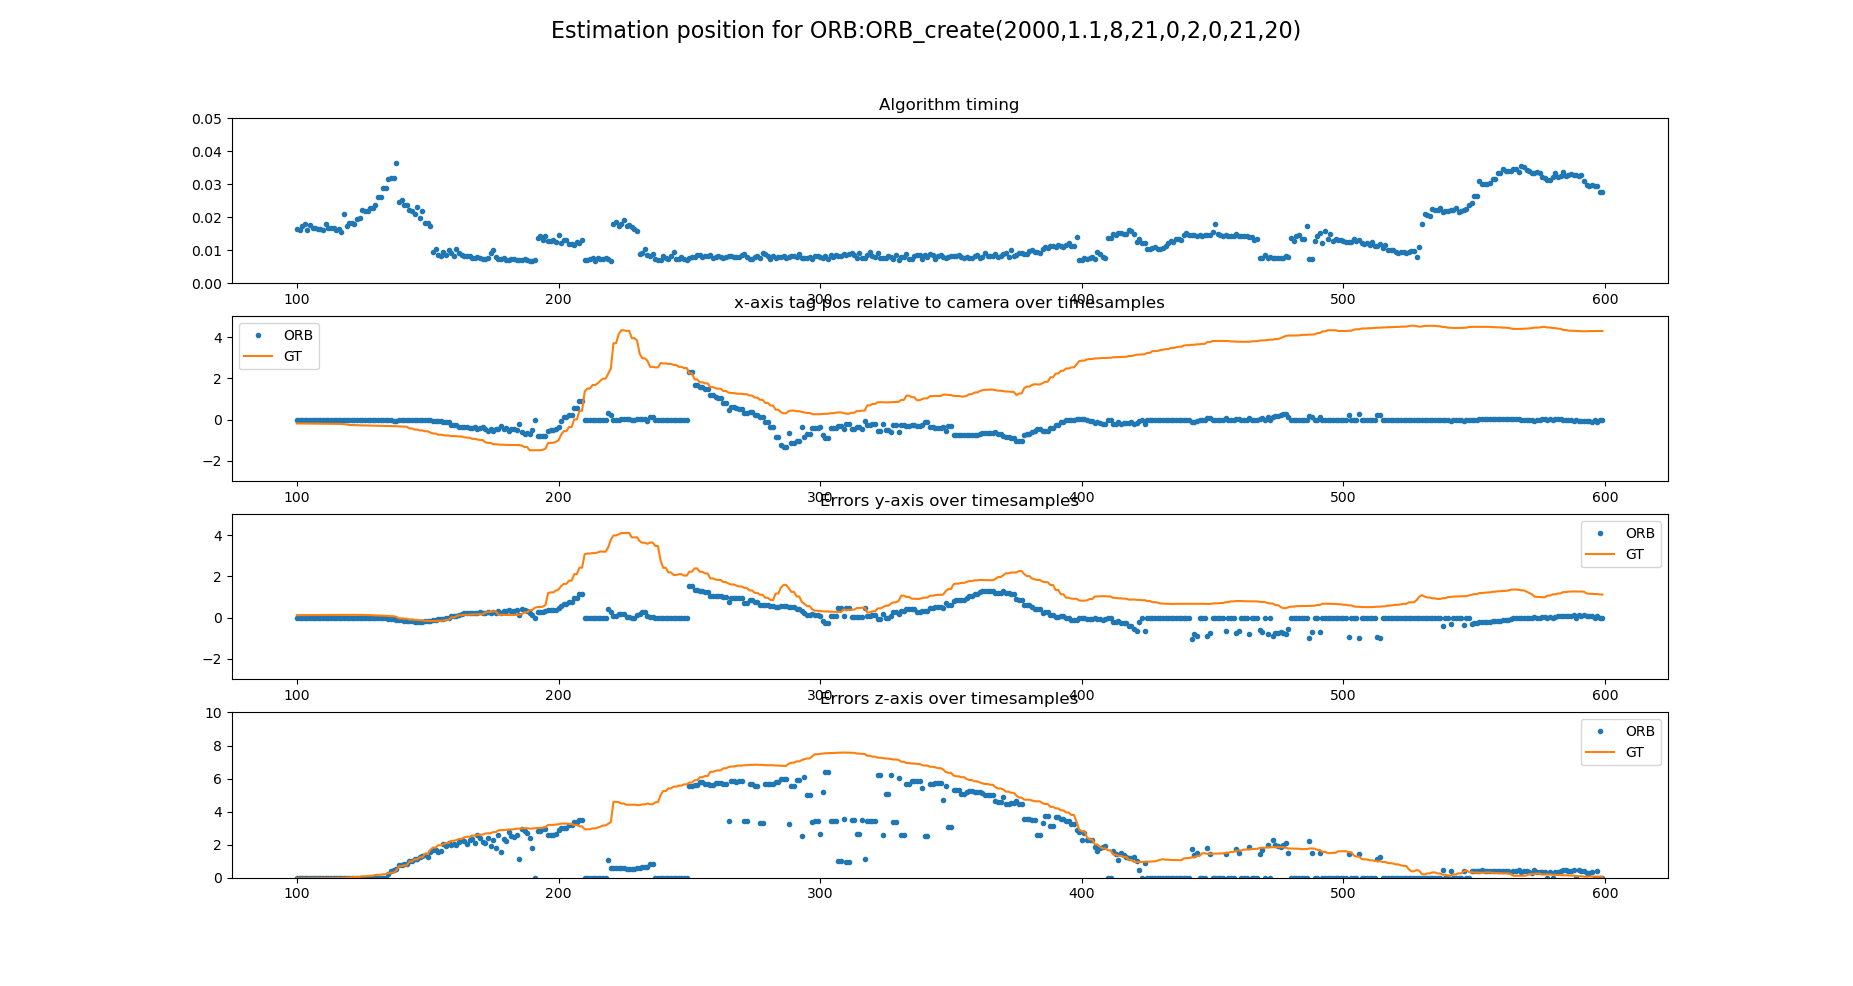 Estimation position for ORB:ORB_create(2000,1.1,8,21,0,2,0,21,20)
Algorithm timing
0.05
0.04
0.03
0.02
0.01
0.00
100 200 300 400 500 600
x-axis tag pos relative to camera over timesamples
4
2
0
−2
ORB
GT
100 200 300 400 500 600
Errors y-axis over timesamples
4
2
0
−2
ORB
GT
100 200 300 400 500 600
Errors z-axis over timesamples
10
8
6
4
2
0
ORB
GT
100 200 300 400 500 600